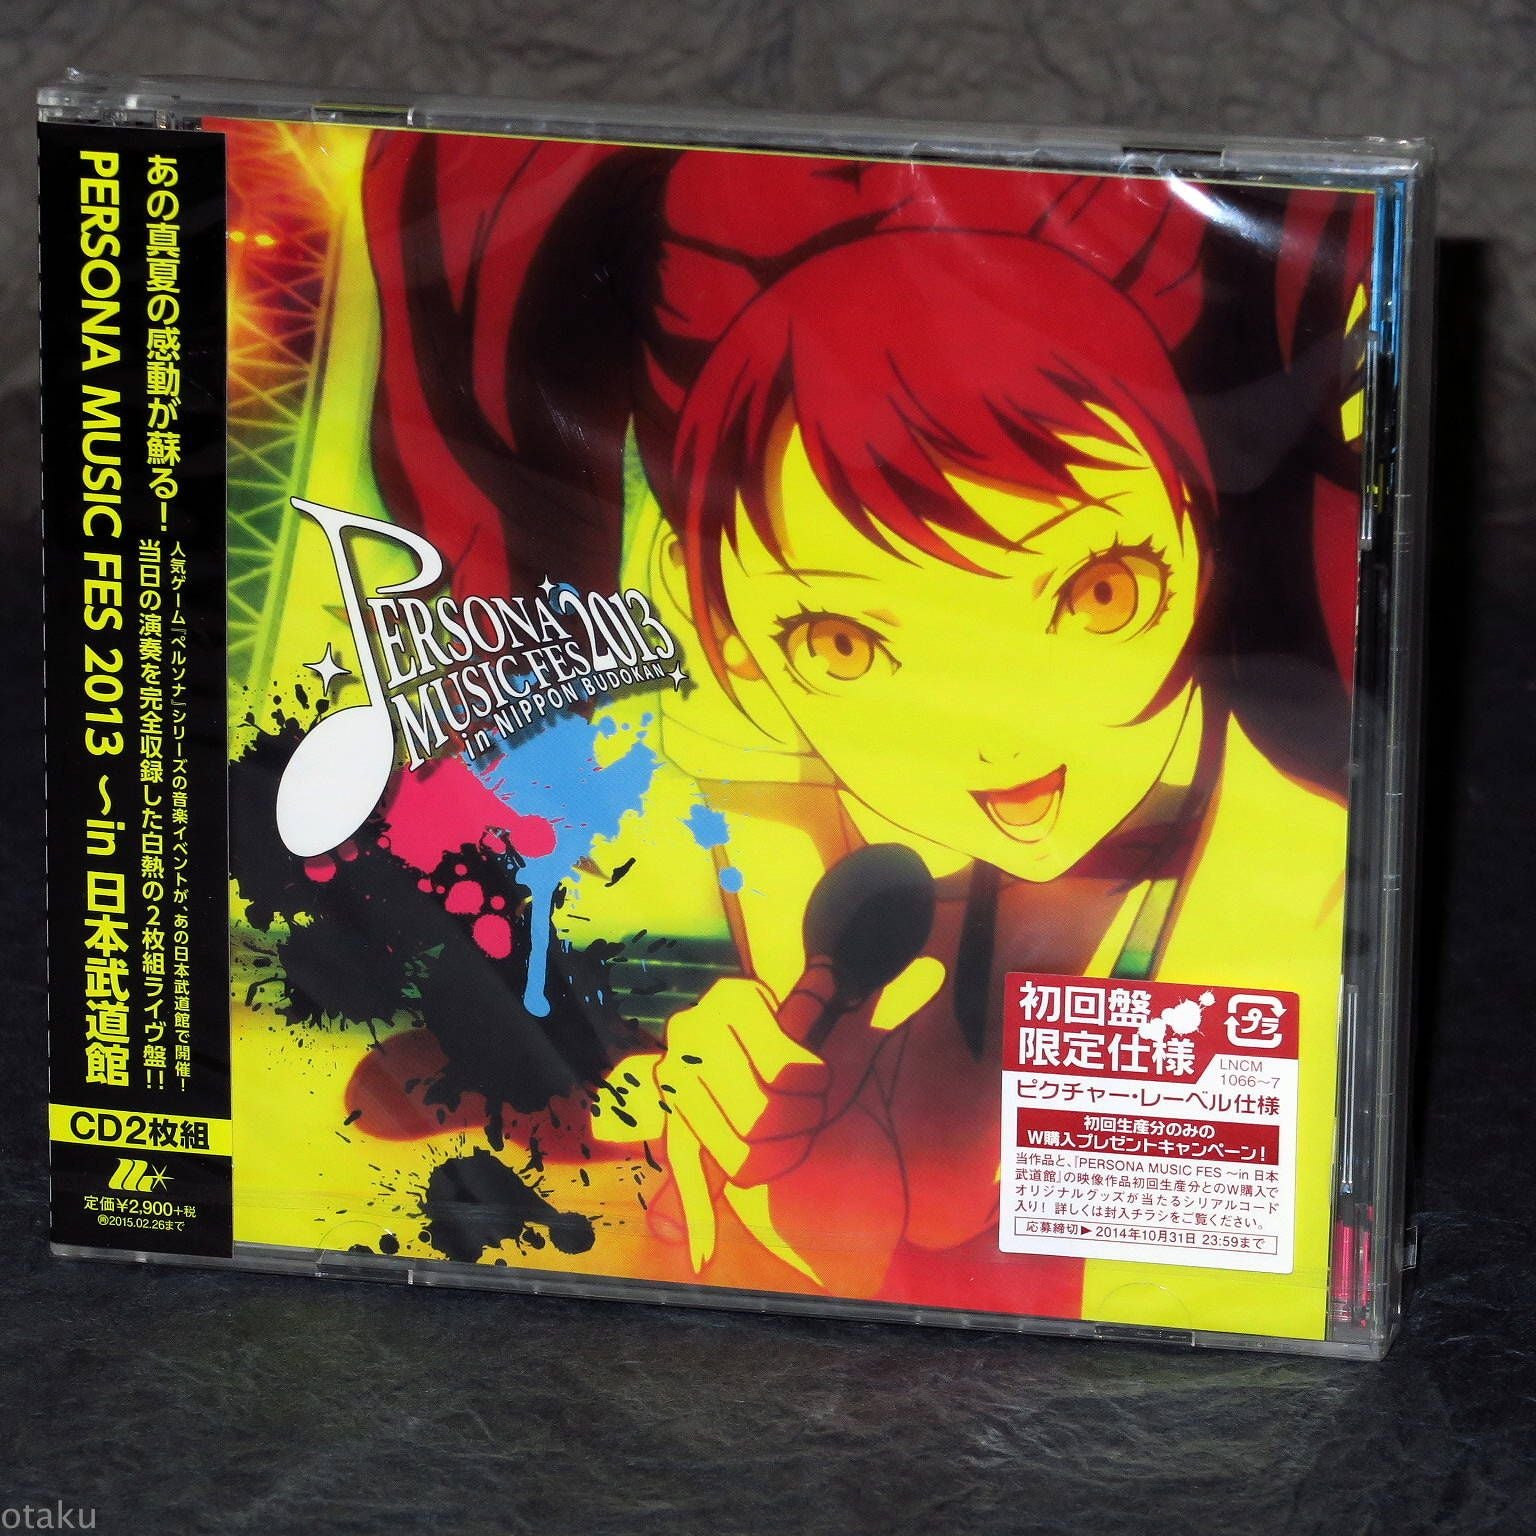 あの真夏の感動が蘇る!
人気ゲーム『ペルソナ』シリーズの音楽イベントが、あの日本武道館で開催!
当日の演奏を完全収録した白熱の2枚組ライヴ盤!!
PERSONA MUSIC FES 2013 ～in 日本武道館
CD2枚組
定価¥2,900+税
㊢2015.02.26まで
PERSONA
MUSIC FES 2013
in NIPPON BUDOKAN
初回盤
限定仕様
プラ
LNCM
1066～7
ピクチャー・レーベル仕様
初回生産分のみの
W購入プレゼントキャンペーン!
当作品と、『PERSONA MUSIC FES ～in 日本
武道館』の映像作品初回生産分とのW購入で
オリジナルグッズが当たるシリアルコード
入り! 詳しくは封入チラシをご覧ください。
応募締切▶2014年10月31日 23:59まで
otaku